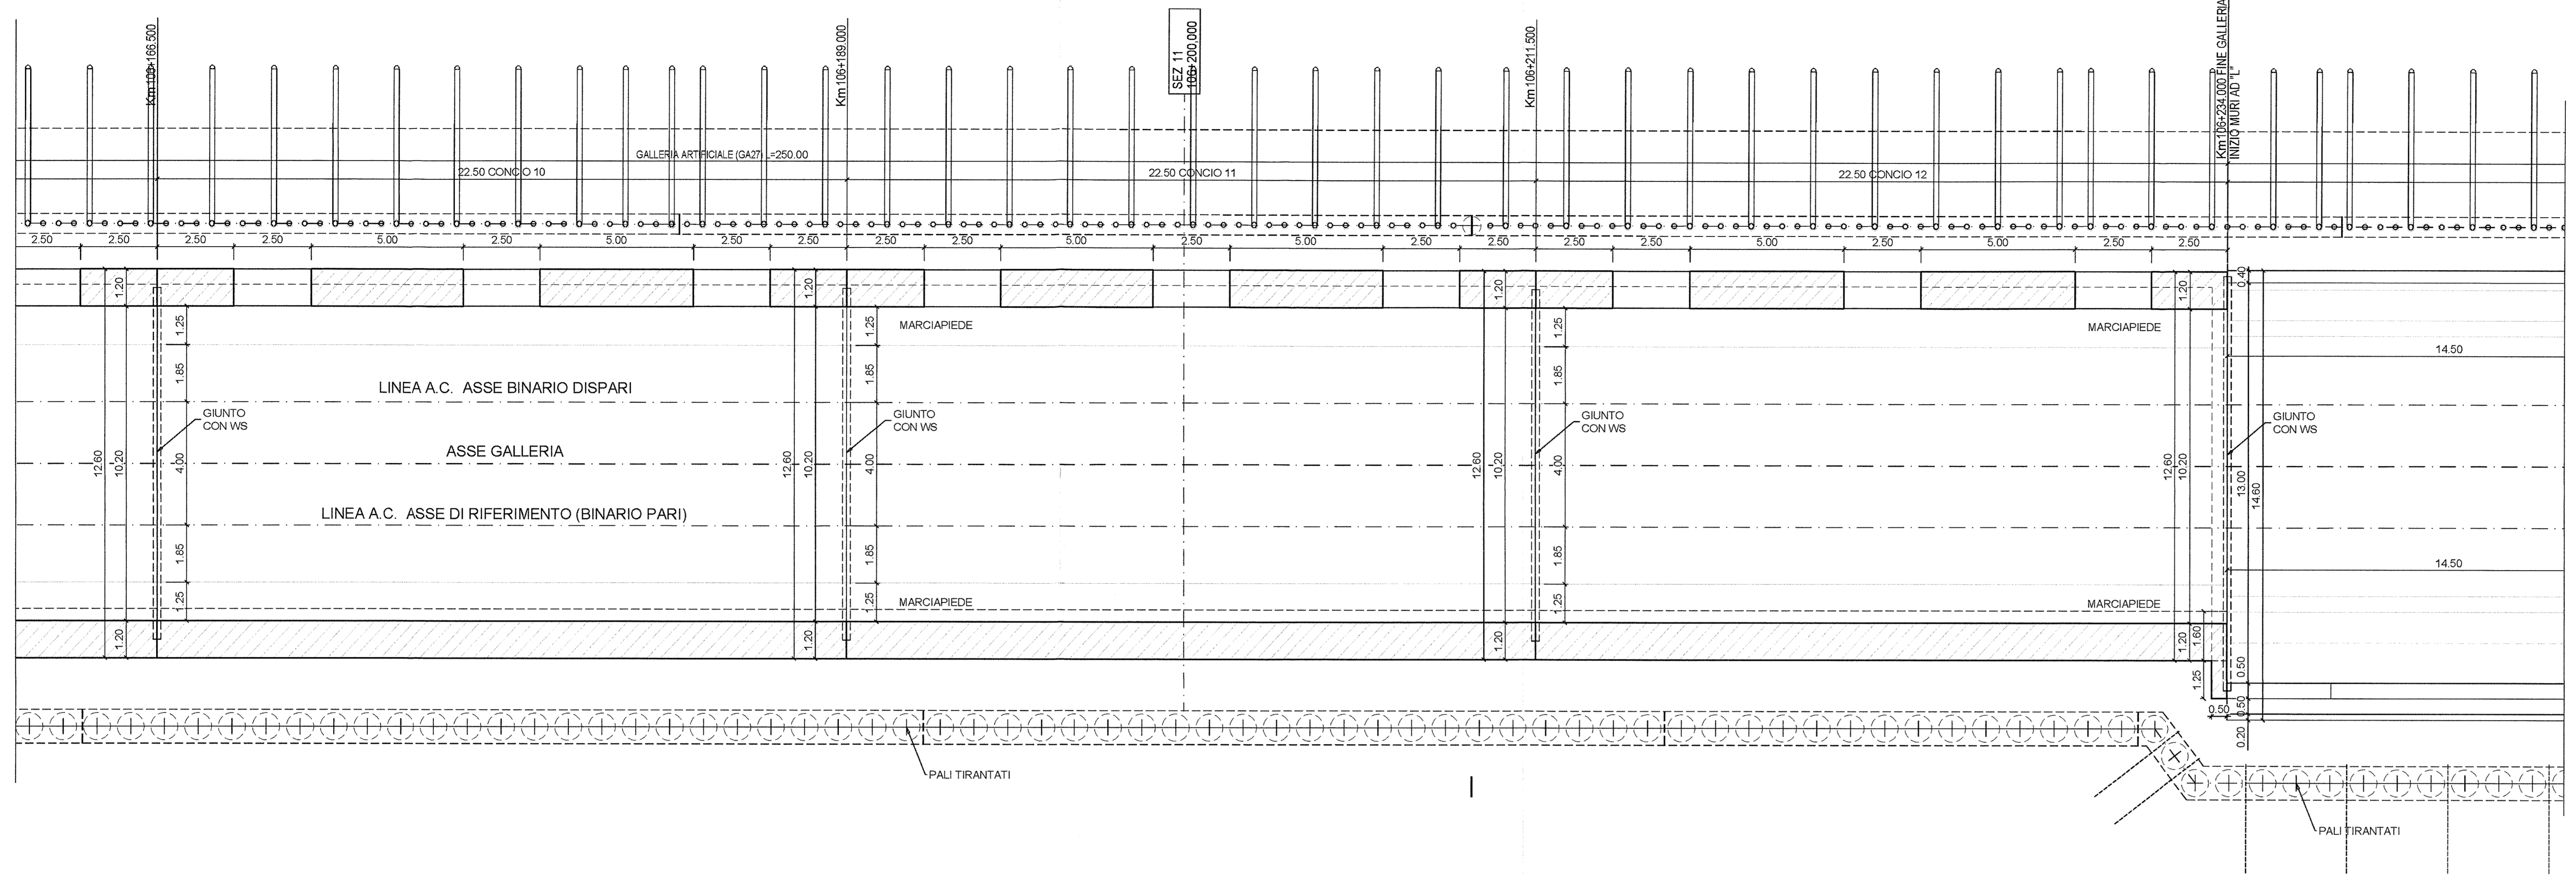 Km106+166.500
Km106+189.000
SEZ 11
106+200,000
Km106+211.500
Km106+234.000 FINE GALLERIA
INIZIO MURI AD "L"
GALLERIA ARTIFICIALE (GA27) L=250.00
22.50 CONCIO 10
22.50 CONCIO 11
22.50 CONCIO 12
2.50 2.50 2.50 2.50 5.00 2.50 5.00 2.50 2.50 2.50 2.50 5.00 2.50 5.00 2.50 2.50 2.50 2.50 5.00 2.50 5.00 2.50 2.50
1.20 1.20 1.20 1.20 0.40
1.25 1.25 1.25
MARCIAPIEDE
MARCIAPIEDE
14.50
1.85 1.85 1.85
LINEA A.C. ASSE BINARIO DISPARI
GIUNTO
CON WS
GIUNTO
CON WS
GIUNTO
CON WS
GIUNTO
CON WS
ASSE GALLERIA
12.60 10.20 4.00
12.60 10.20 4.00
12.60 10.20 4.00
12.60 10.20 13.00 14.60
LINEA A.C. ASSE DI RIFERIMENTO (BINARIO PARI)
1.85 1.85 1.85
14.50
1.25 1.25 1.25
MARCIAPIEDE
MARCIAPIEDE
1.20 1.20 1.20 1.20 1.60
1.25 0.50
0.50 0.50
0.20
PALI TIRANTATI
PALI TIRANTATI